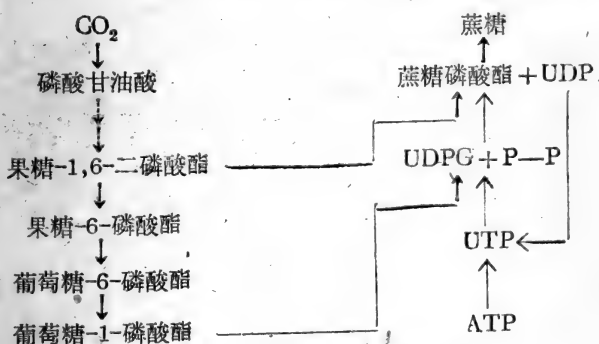 CO₂
磷酸甘油酸
果糖-1,6-二磷酸酯
果糖-6-磷酸酯
葡萄糖-6-磷酸酯
葡萄糖-1-磷酸酯
蔗糖
蔗糖磷酸酯+UDP
UDPG+P—P
UTP
ATP